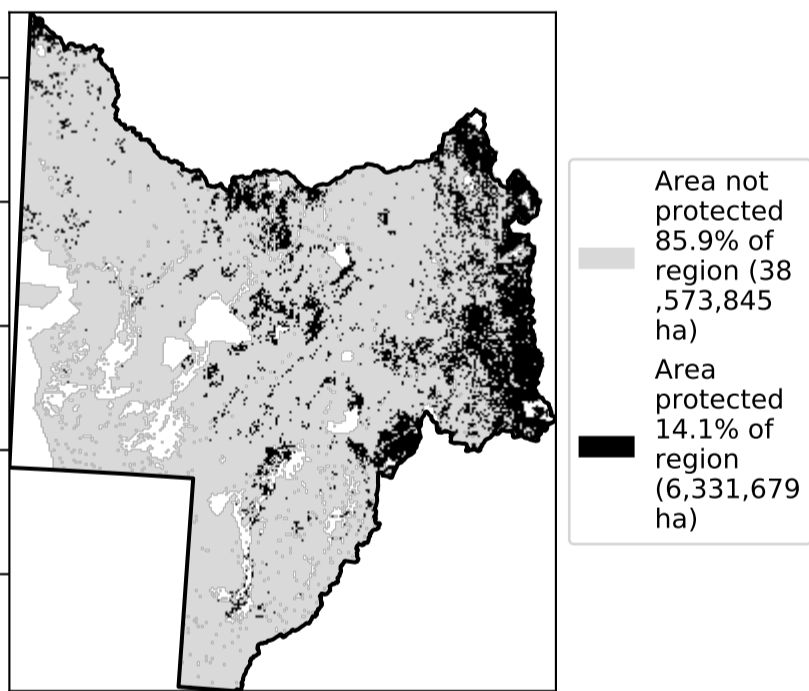 Area not
protected
85.9% of
region (38
,573,845
ha)
Area
protected
14.1% of
region
(6,331,679
ha)